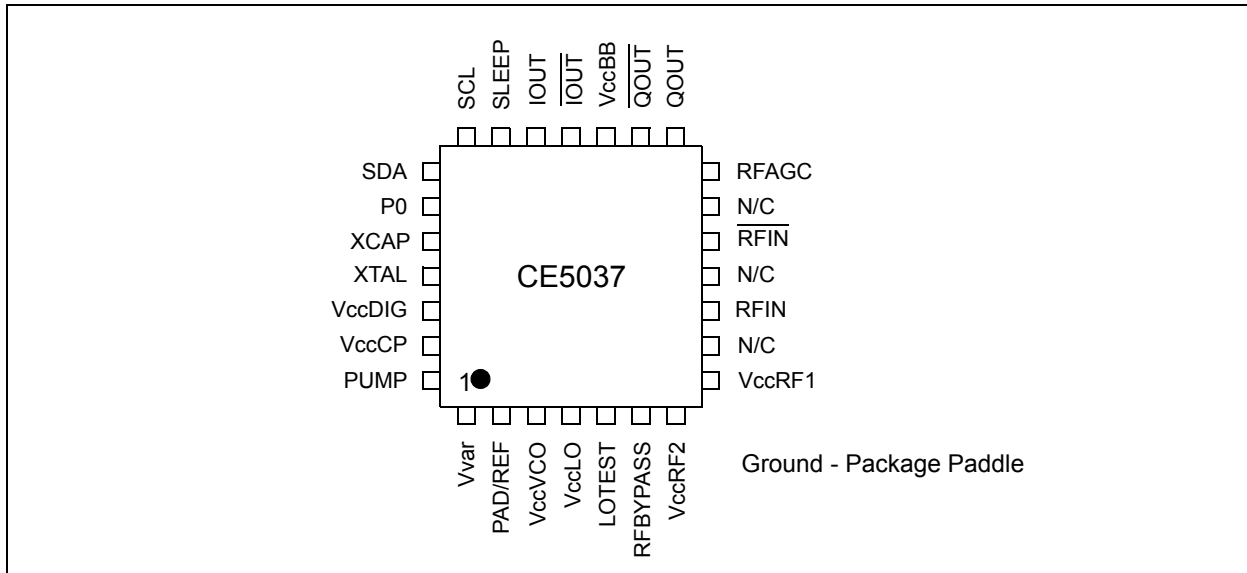 SCL
SLEEP
IOUT
IOUT
VccBB
QOUT
QOUT
SDA
P0
XCAP
XTAL
VccDIG
VccCP
PUMP
CE5037
1
RFAGC
N/C
RFIN
N/C
RFIN
N/C
VccRF1
Vvar
PAD/REF
VccVCO
VccLO
LOTEST
RFBYPASS
VccRF2
Ground - Package Paddle